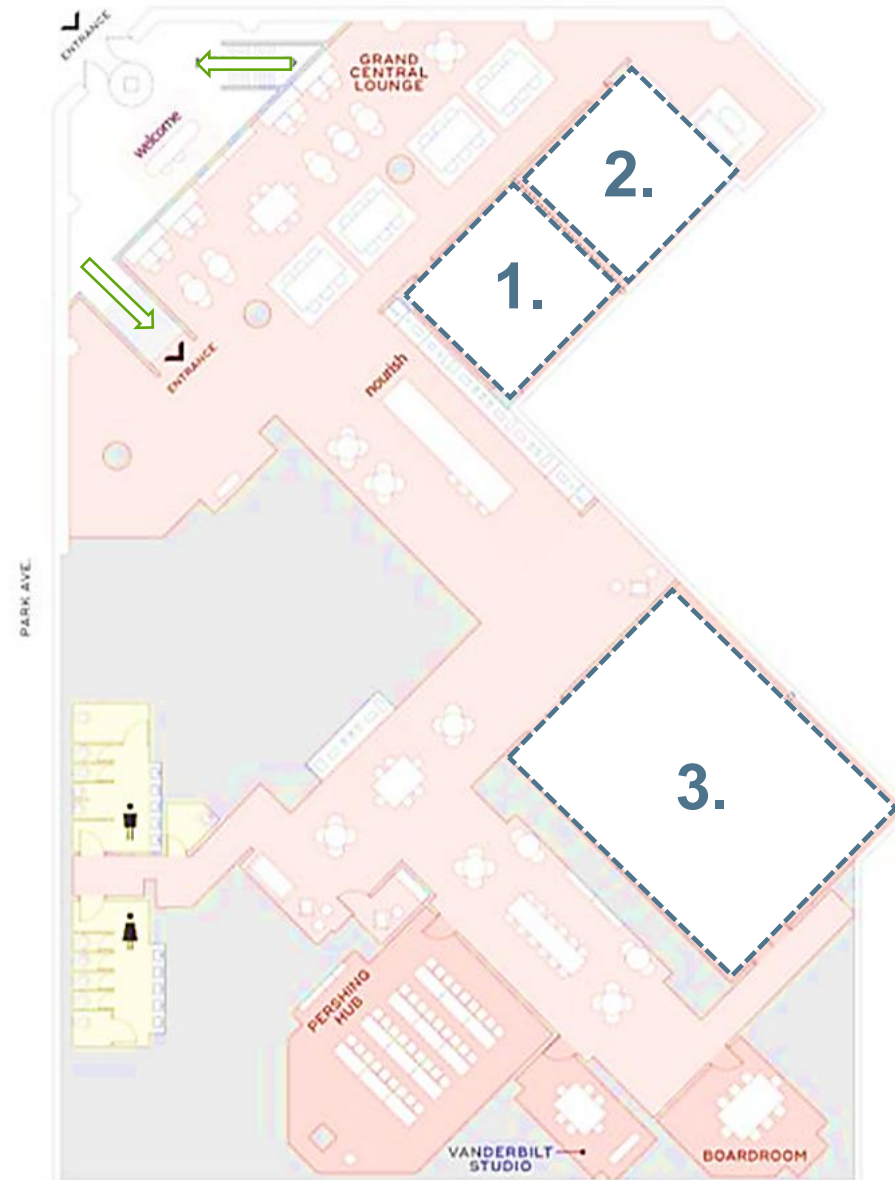 ENTRANCE
welcome
GRAND
CENTRAL
LOUNGE
2.
1.
ENTRANCE
nourish
PARK AVE.
3.
PERSHING
HUB
VANDERBILT
STUDIO
BOARDROOM